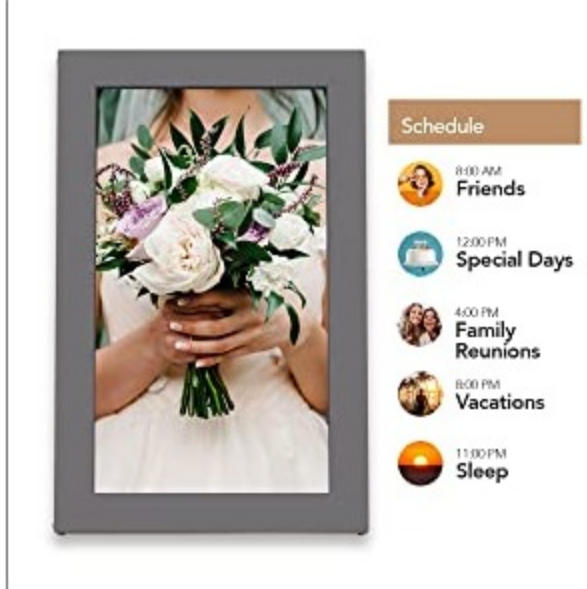 Schedule
8:00 AM
Friends
12:00 PM
Special Days
4:00 PM
Family
Reunions
8:00 PM
Vacations
11:00 PM
Sleep